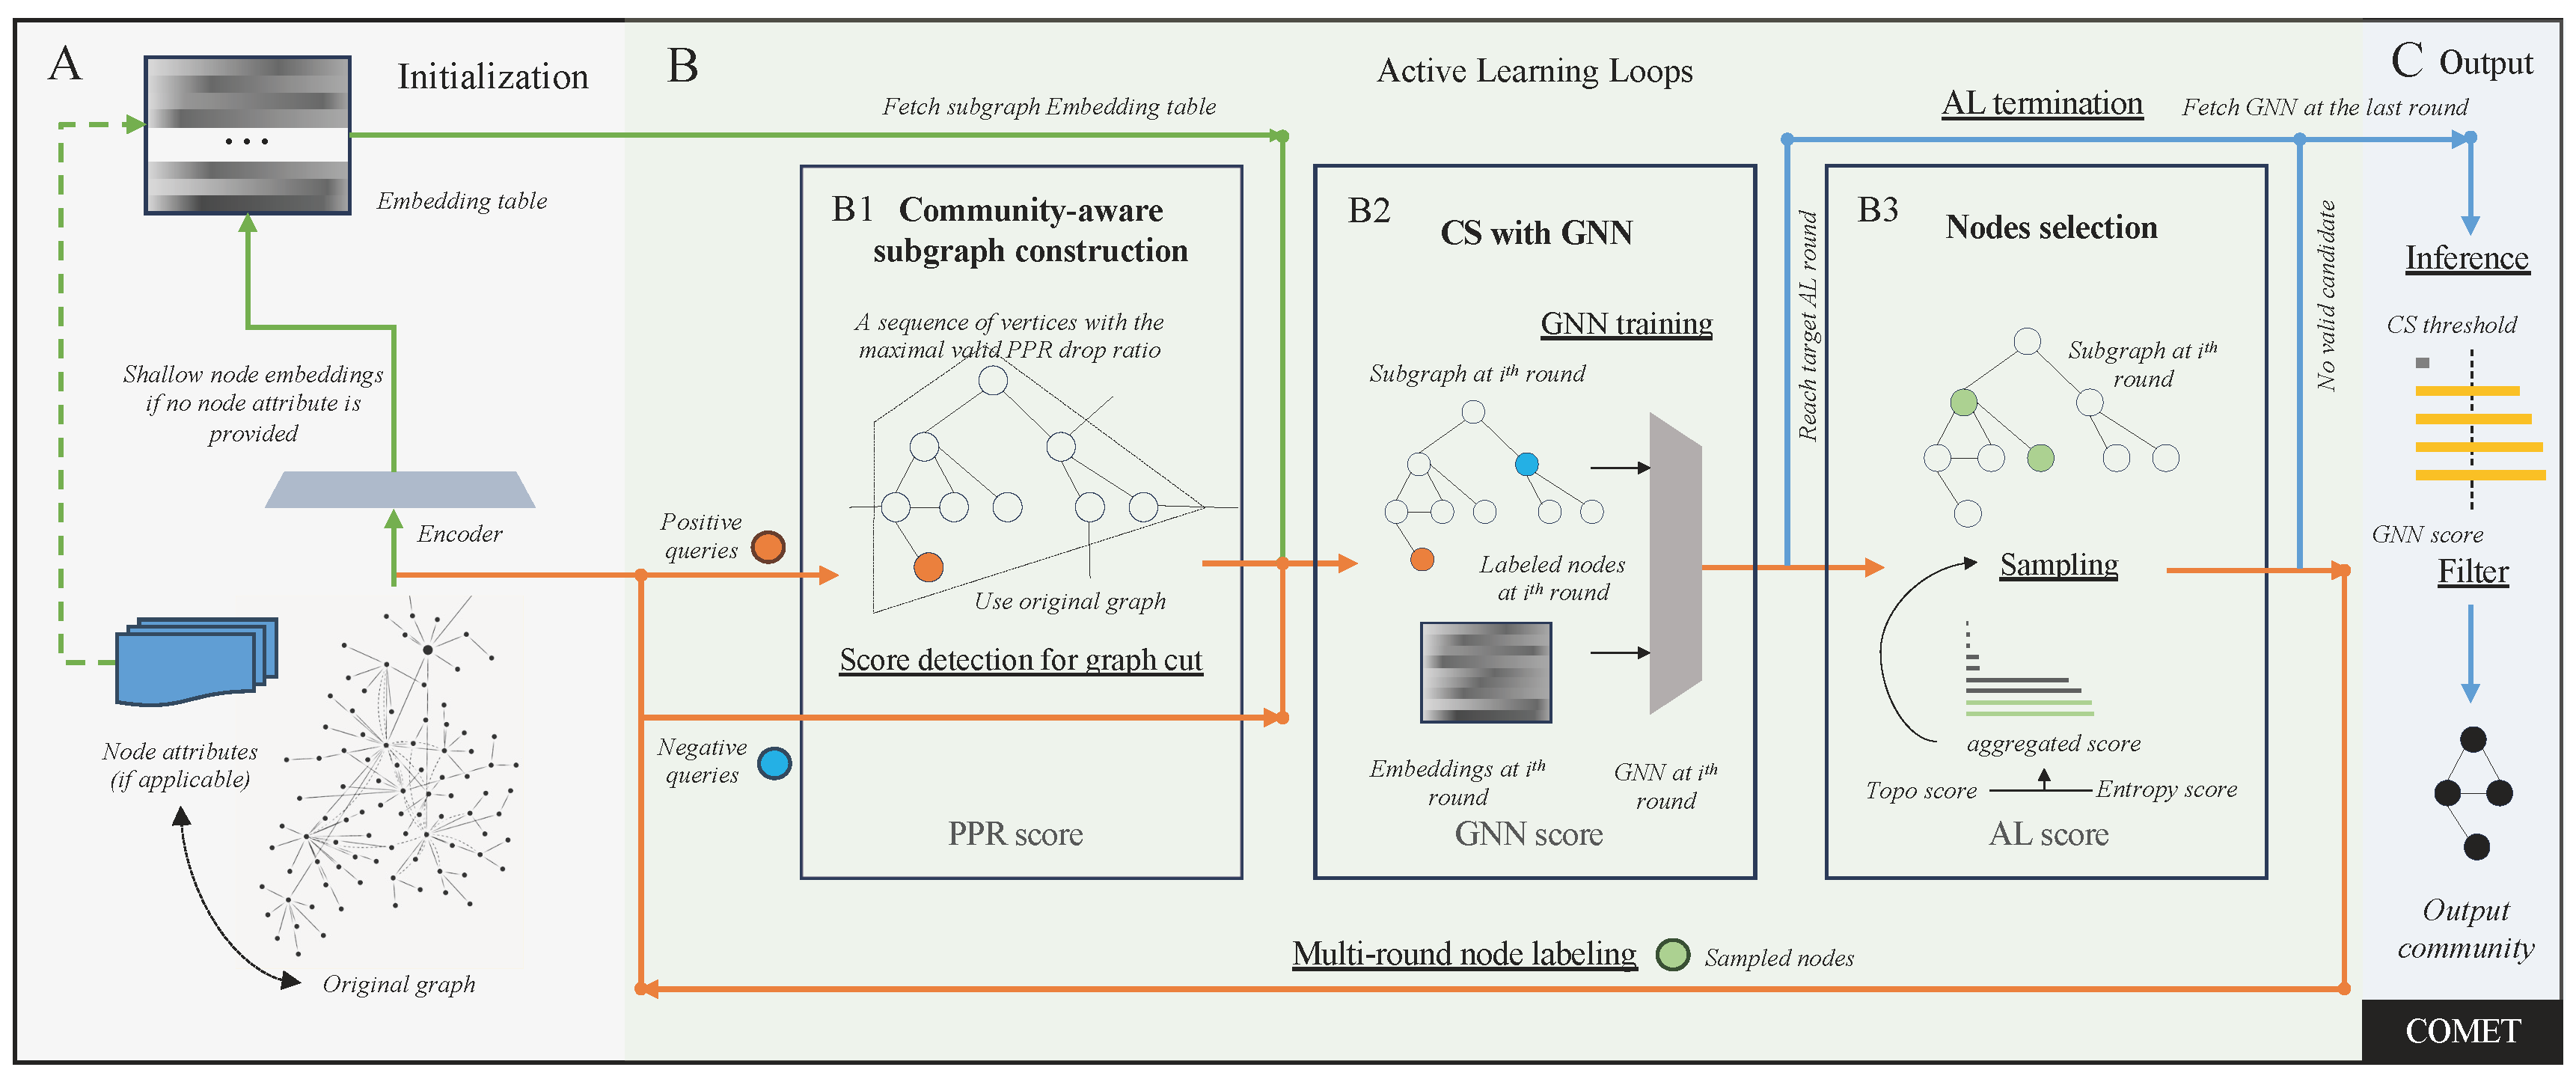 A
Initialization
Embedding table
Shallow node embeddings
if no node attribute is
provided
Encoder
Node attributes
(if applicable)
Original graph
B
Active Learning Loops
Fetch subgraph Embedding table
AL termination
Fetch GNN at the last round
Positive
queries
Negative
queries
B1 Community-aware
subgraph construction
A sequence of vertices with the
maximal valid PPR drop ratio
Use original graph
Score detection for graph cut
PPR score
B2
CS with GNN
GNN training
Subgraph at ith round
Labeled nodes
at ith round
Embeddings at ith
round
GNN at ith
round
GNN score
Reach target AL round
B3
Nodes selection
Subgraph at ith
round
Sampling
aggregated score
Topo score
Entropy score
AL score
No valid candidate
Multi-round node labeling
Sampled nodes
C Output
Inference
CS threshold
GNN score
Filter
Output
community
COMET